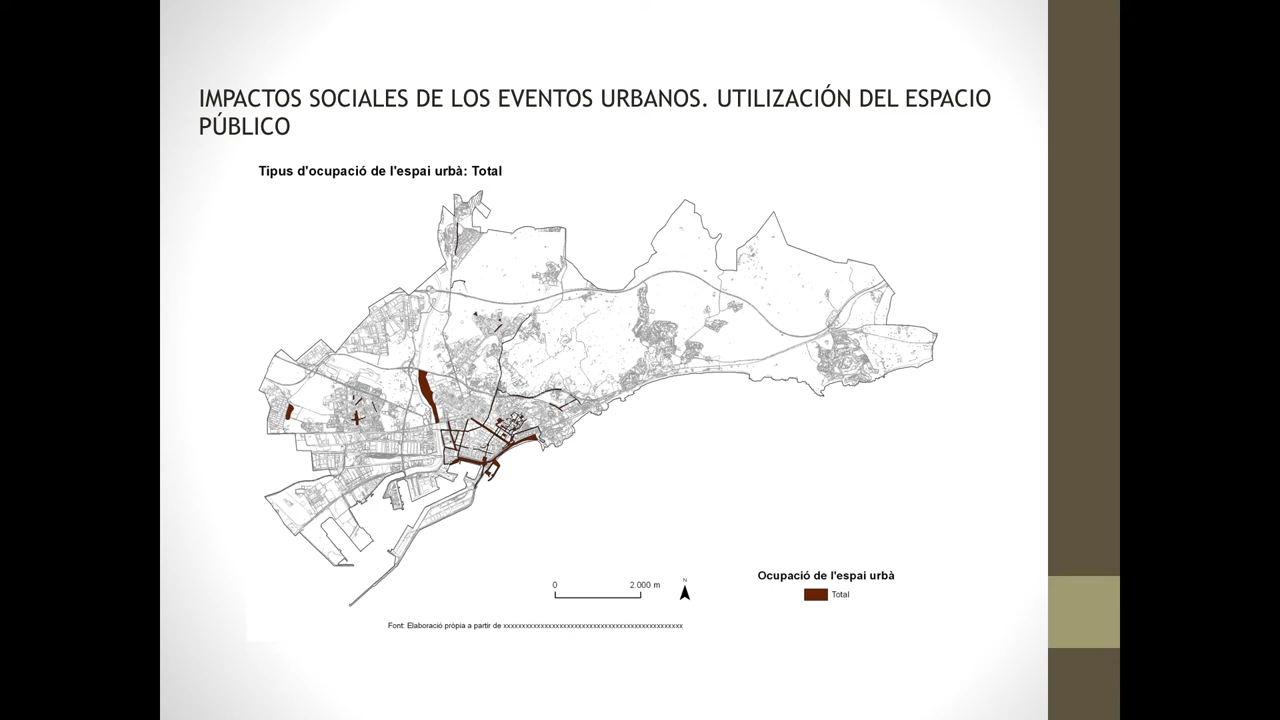 IMPACTOS SOCIALES DE LOS EVENTOS URBANOS. UTILIZACIÓN DEL ESPACIO
PÚBLICO
Tipus d'ocupació de l'espai urbà: Total
0 2.000 m
N
Ocupació de l'espai urbà
Total
Font: Elaboració pròpia a partir de xxxxxxxxxxxxxxxxxxxxxxxxxxxxxxxxxxxxxxxxxxxxxxxx